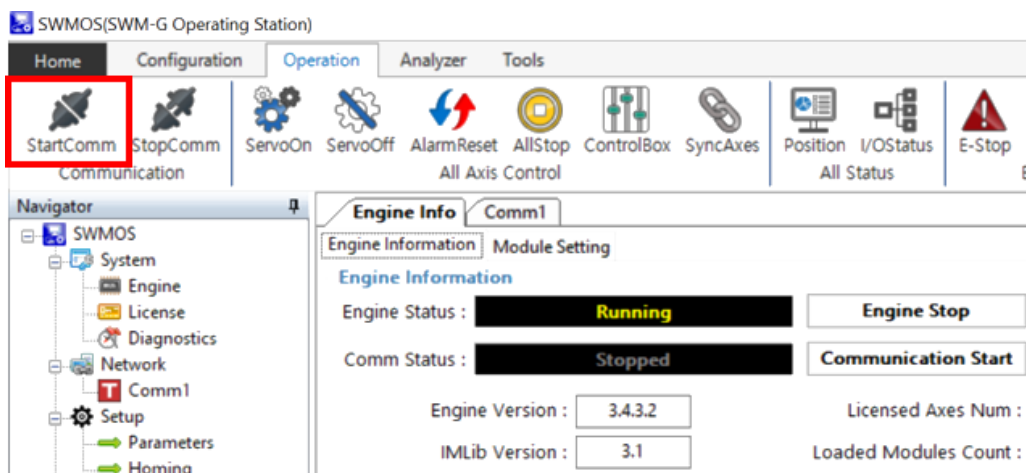 SWMOS(SWM-G Operating Station)
Home Configuration Operation Analyzer Tools
StartComm StopComm ServoOn ServoOff AlarmReset AllStop ControlBox SyncAxes Position I/OStatus E-Stop
Communication All Axis Control All Status E
Navigator
SWMOS
System
Engine
License
Diagnostics
Network
Comm1
Setup
Parameters
Homing
Engine Info Comm1
Engine Information Module Setting
Engine Information
Engine Status : Running Engine Stop
Comm Status : Stopped Communication Start
Engine Version : 3.4.3.2 Licensed Axes Num :
IMLib Version : 3.1 Loaded Modules Count :